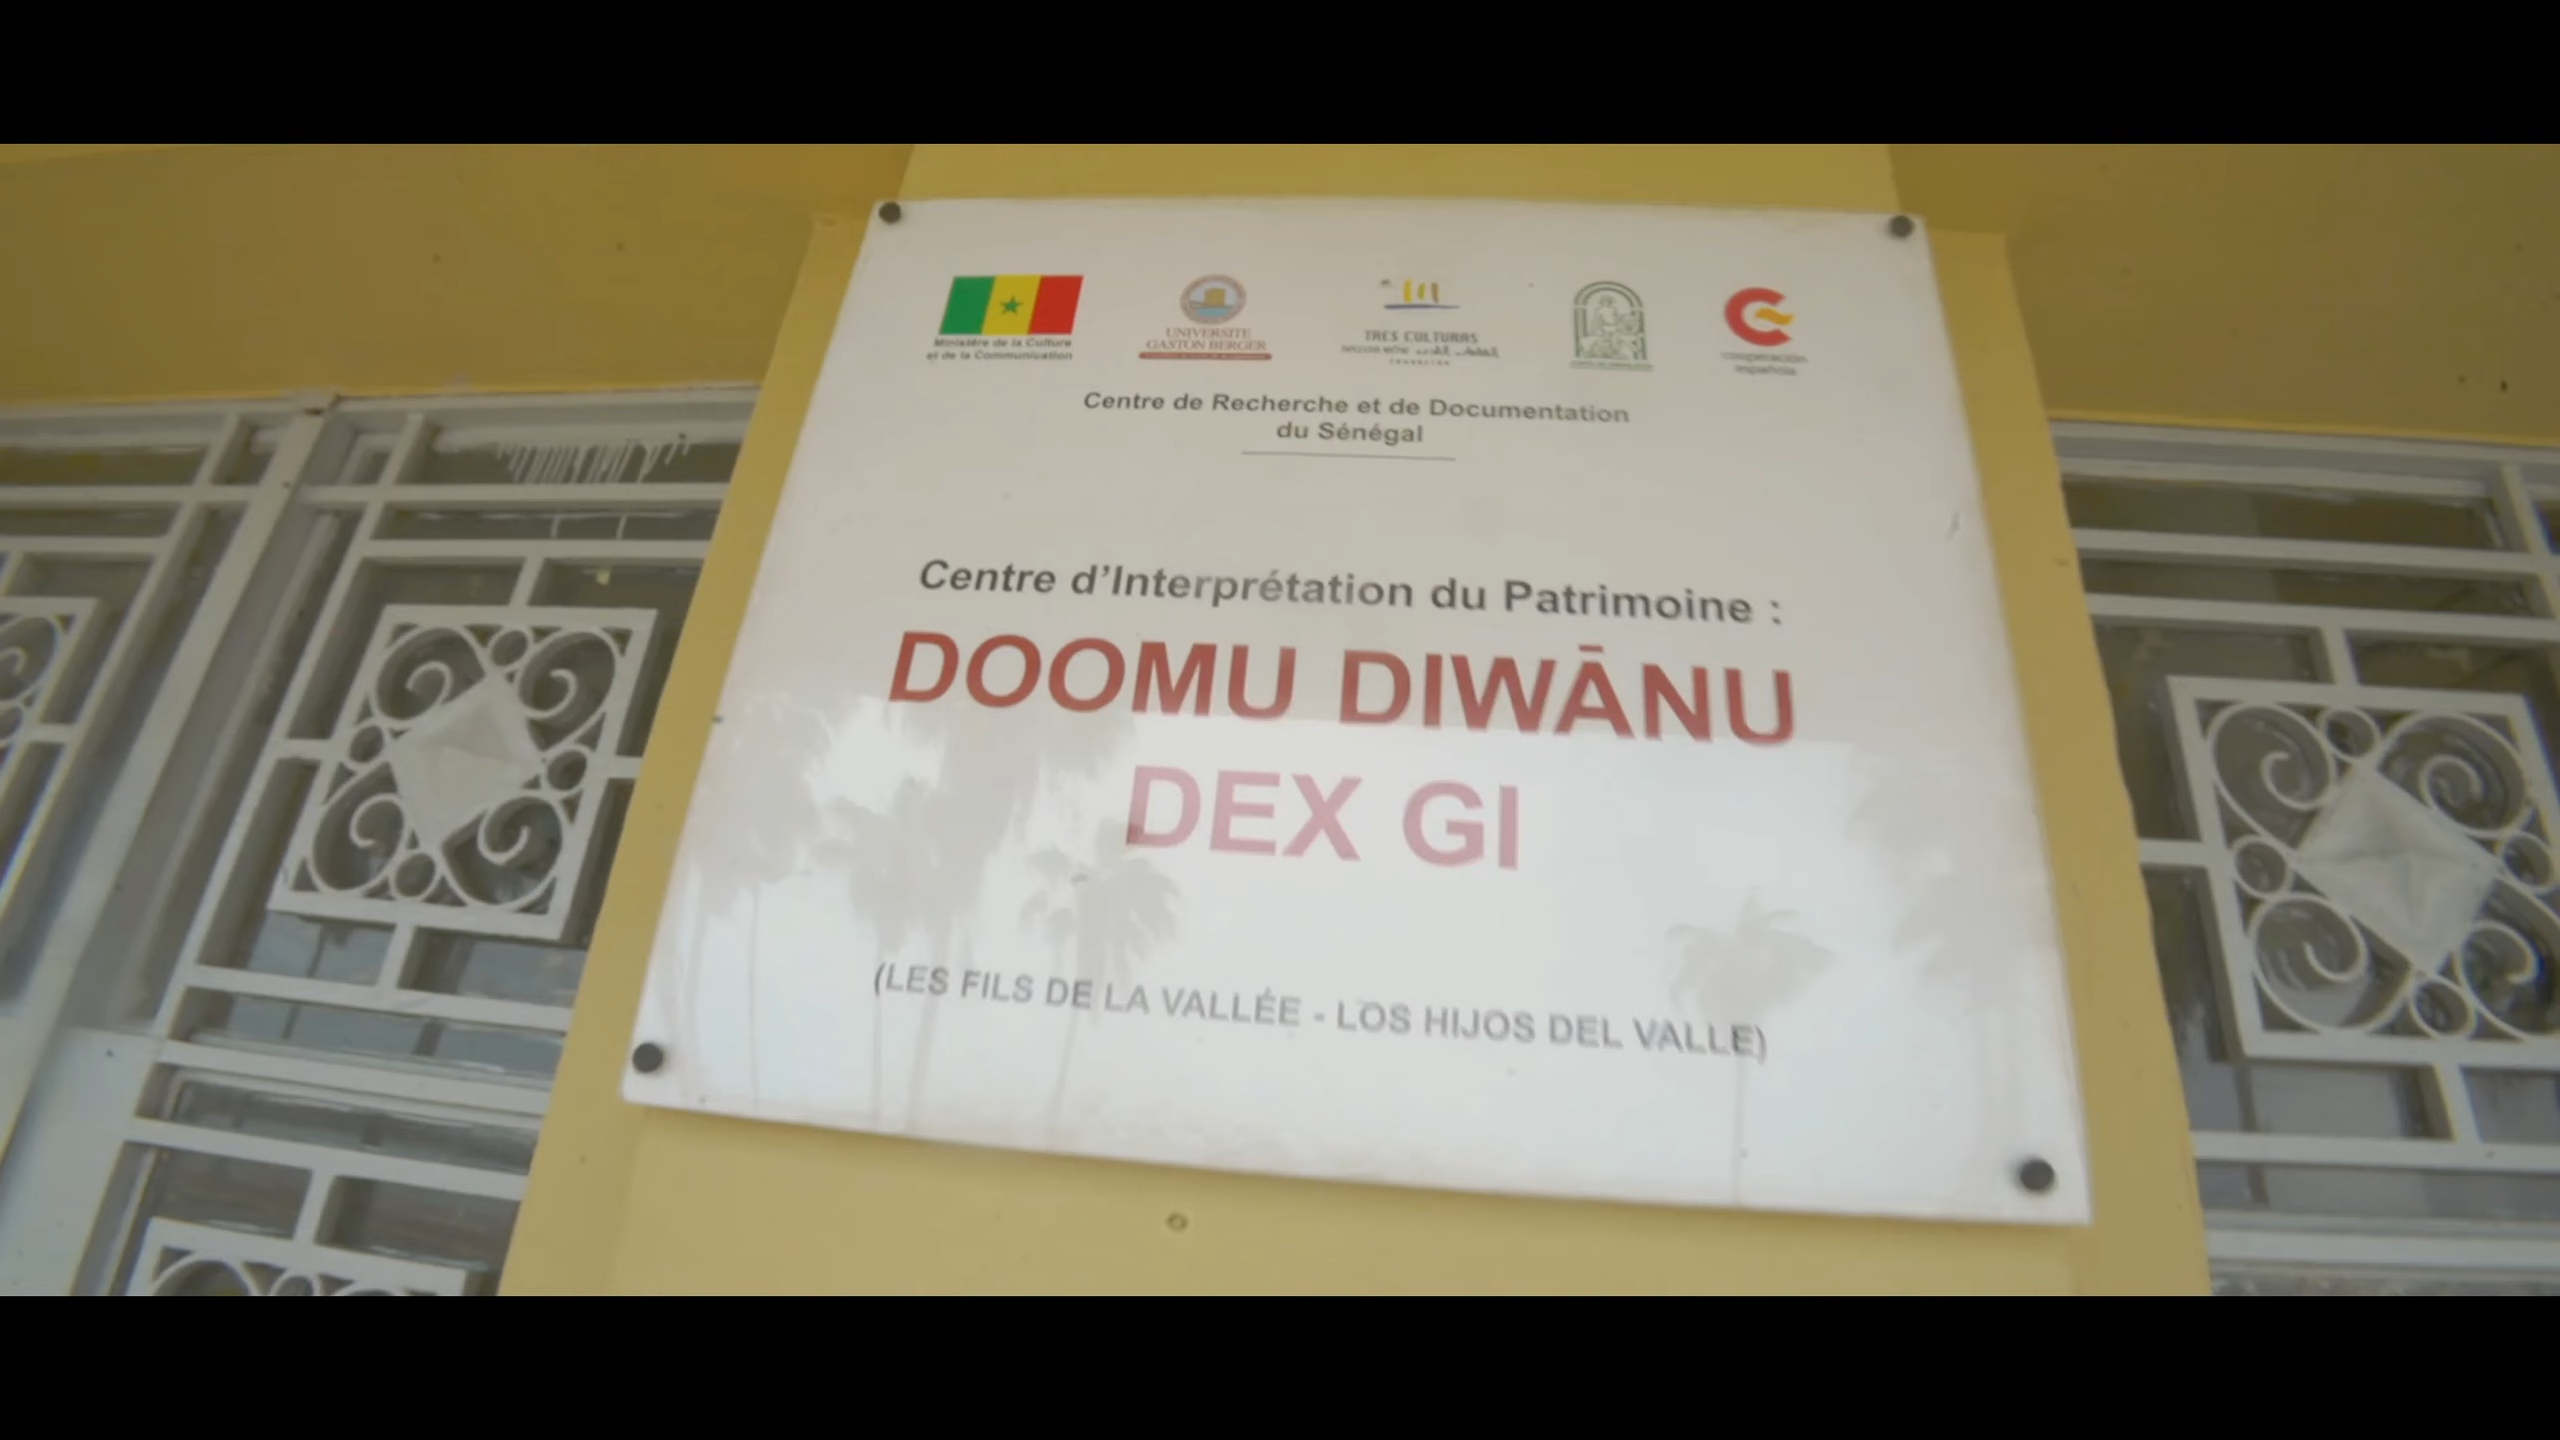 Ministère de la Culture
et de la Communication
UNIVERSITE
GASTON BERGER
TRES CULTURAS
cooperación
española
Centre de Recherche et de Documentation
du Sénégal
Centre d’Interprétation du Patrimoine :
DOOMU DIWĀNU
DEX GI
(LES FILS DE LA VALLÉE - LOS HIJOS DEL VALLE)